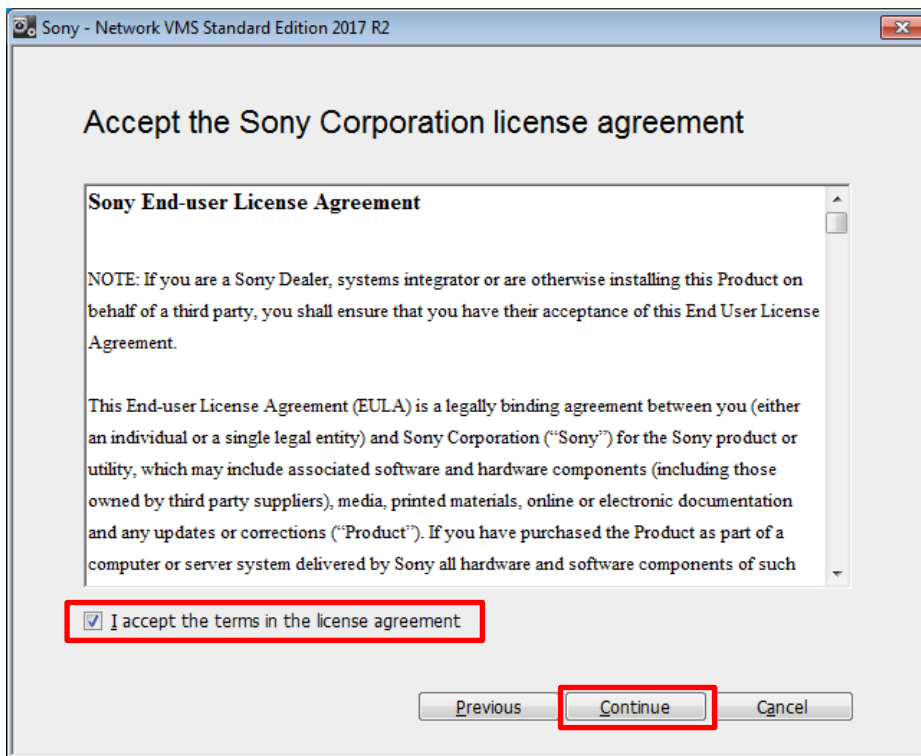 Sony - Network VMS Standard Edition 2017 R2
Accept the Sony Corporation license agreement
Sony End-user License Agreement
NOTE: If you are a Sony Dealer, systems integrator or are otherwise installing this Product on
behalf of a third party, you shall ensure that you have their acceptance of this End User License
Agreement.
This End-user License Agreement (EULA) is a legally binding agreement between you (either
an individual or a single legal entity) and Sony Corporation (“Sony”) for the Sony product or
utility, which may include associated software and hardware components (including those
owned by third party suppliers), media, printed materials, online or electronic documentation
and any updates or corrections (“Product”). If you have purchased the Product as part of a
computer or server system delivered by Sony all hardware and software components of such
I accept the terms in the license agreement
Previous Continue Cancel